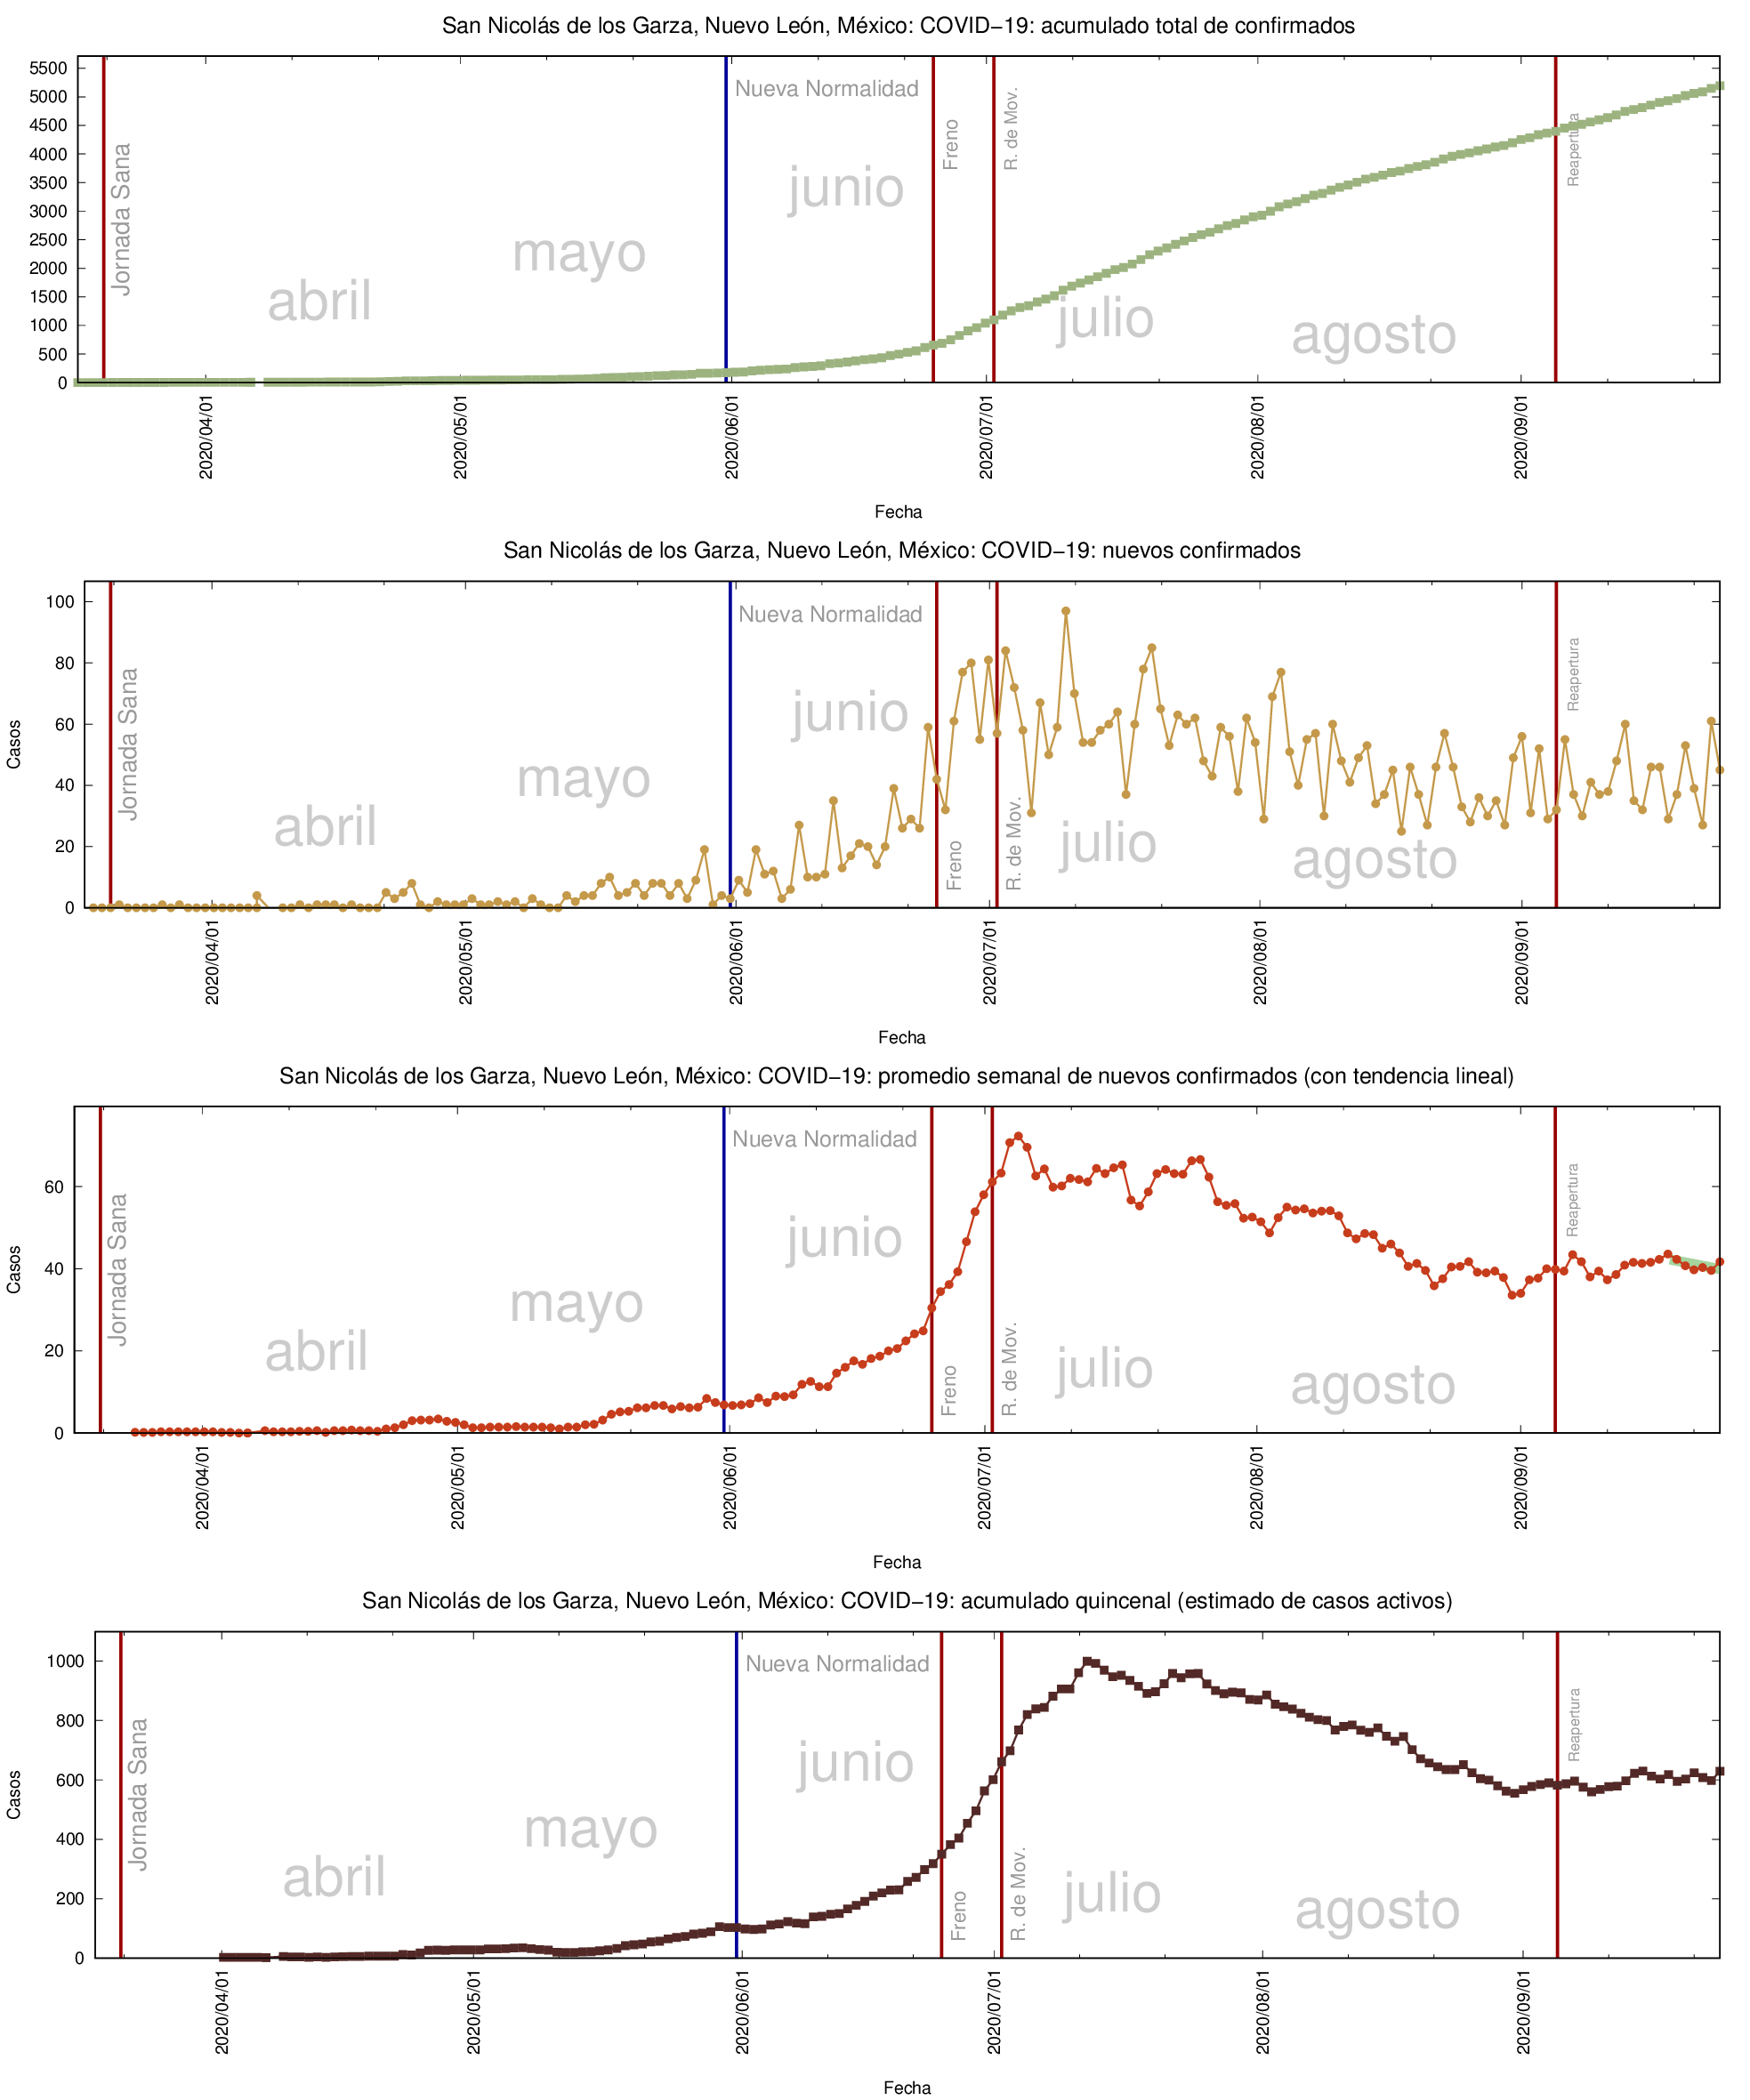 San Nicolás de los Garza, Nuevo León, México: COVID−19: acumulado total de confirmados
5500
5000
4500
4000
3500
3000
2500
2000
1500
1000
500
0
Jornada Sana
abril
mayo
Nueva Normalidad
junio
Freno
R. de Mov.
julio
agosto
Reapertura
2020/04/01
2020/05/01
2020/06/01
2020/07/01
2020/08/01
2020/09/01
Fecha
San Nicolás de los Garza, Nuevo León, México: COVID−19: nuevos confirmados
Casos
100
80
60
40
20
0
Jornada Sana
abril
mayo
Nueva Normalidad
junio
Freno
R. de Mov.
julio
agosto
Reapertura
2020/04/01
2020/05/01
2020/06/01
2020/07/01
2020/08/01
2020/09/01
Fecha
San Nicolás de los Garza, Nuevo León, México: COVID−19: promedio semanal de nuevos confirmados (con tendencia lineal)
Casos
60
40
20
0
Jornada Sana
abril
mayo
Nueva Normalidad
junio
Freno
R. de Mov.
julio
agosto
Reapertura
2020/04/01
2020/05/01
2020/06/01
2020/07/01
2020/08/01
2020/09/01
Fecha
San Nicolás de los Garza, Nuevo León, México: COVID−19: acumulado quincenal (estimado de casos activos)
Casos
1000
800
600
400
200
0
Jornada Sana
abril
mayo
Nueva Normalidad
junio
Freno
R. de Mov.
julio
agosto
Reapertura
2020/04/01
2020/05/01
2020/06/01
2020/07/01
2020/08/01
2020/09/01
Fecha